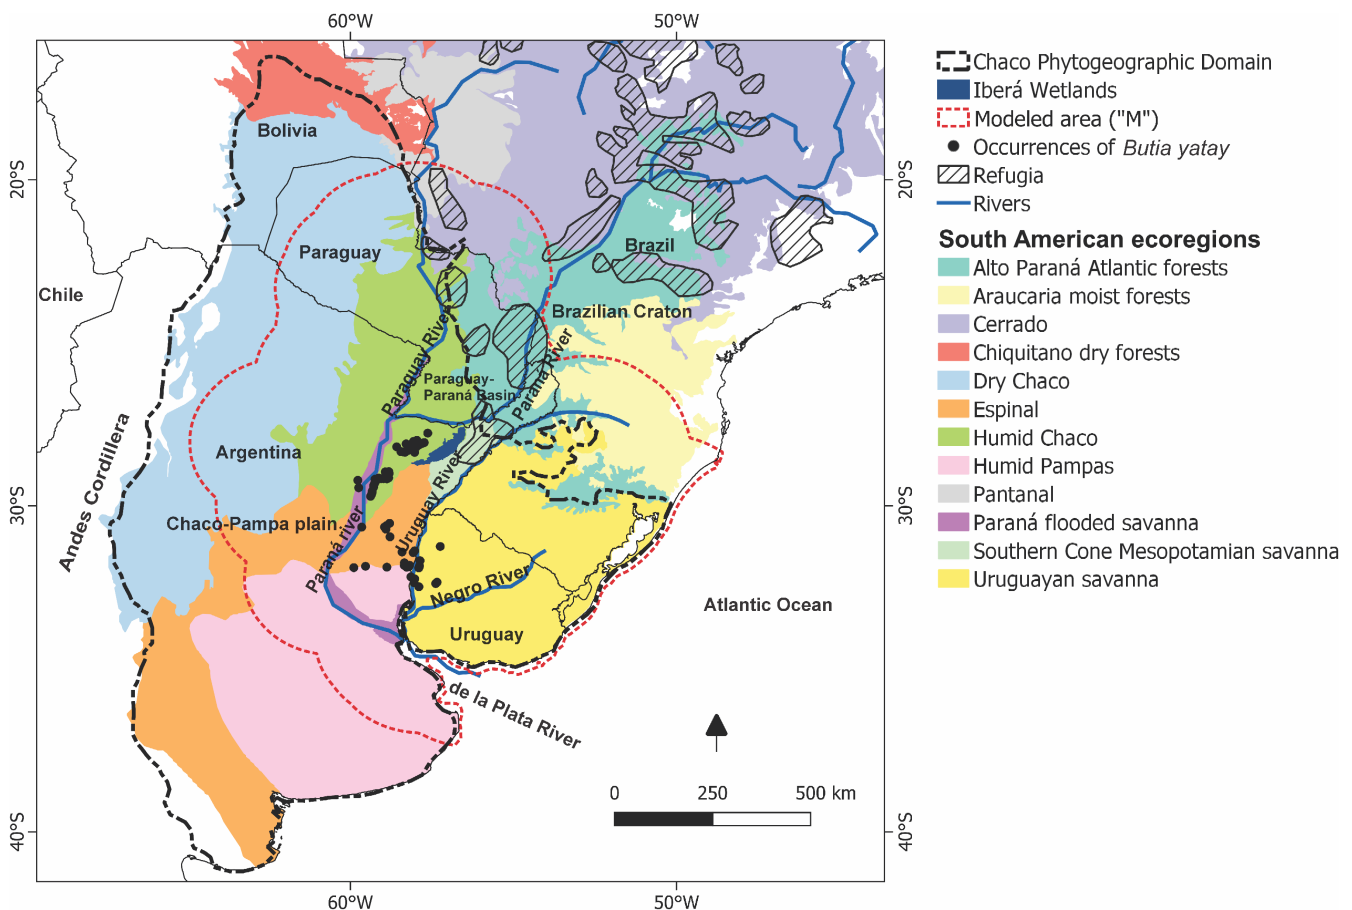 60°W
50°W
20°S
30°S
40°S
20°S
30°S
40°S
60°W
50°W
Bolivia
Paraguay
Brazil
Chile
Brazilian Craton
Paraguay River
Paraguay-
Paraná Basin
Paraná River
Andes Cordillera
Argentina
Uruguay River
Chaco-Pampa plain
Paraná river
Negro River
Uruguay
Atlantic Ocean
de la Plata River
0
250
500 km
Chaco Phytogeographic Domain
Iberá Wetlands
Modeled area ("M")
Occurrences of Butia yatay
Refugia
Rivers
South American ecoregions
Alto Paraná Atlantic forests
Araucaria moist forests
Cerrado
Chiquitano dry forests
Dry Chaco
Espinal
Humid Chaco
Humid Pampas
Pantanal
Paraná flooded savanna
Southern Cone Mesopotamian savanna
Uruguayan savanna